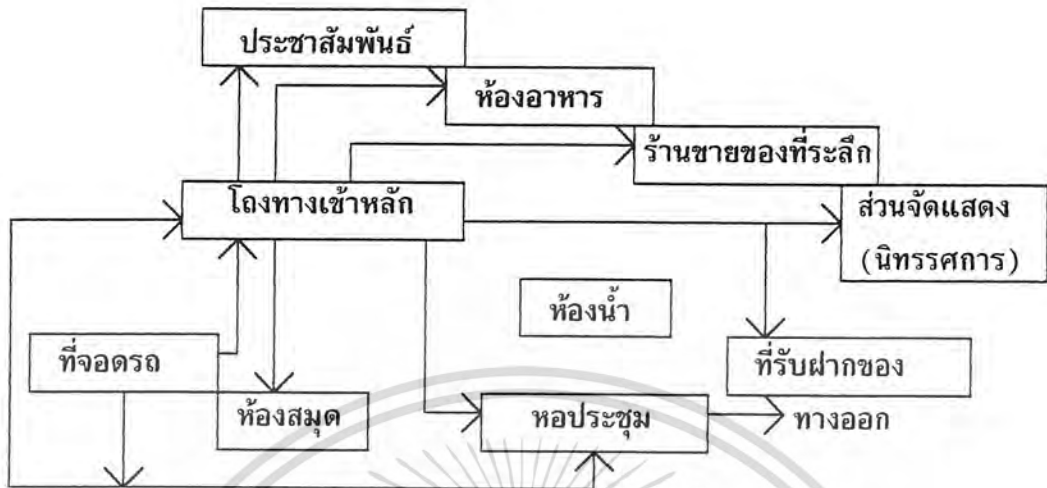 ประชาสัมพันธ์
ห้องอาหาร
ร้านขายของที่ระลึก
โถงทางเข้าหลัก
ส่วนจัดแสดง
(นิทรรศการ)
ห้องน้ำ
ที่จอดรถ
ที่รับฝากของ
ห้องสมุด
หอประชุม
ทางออก